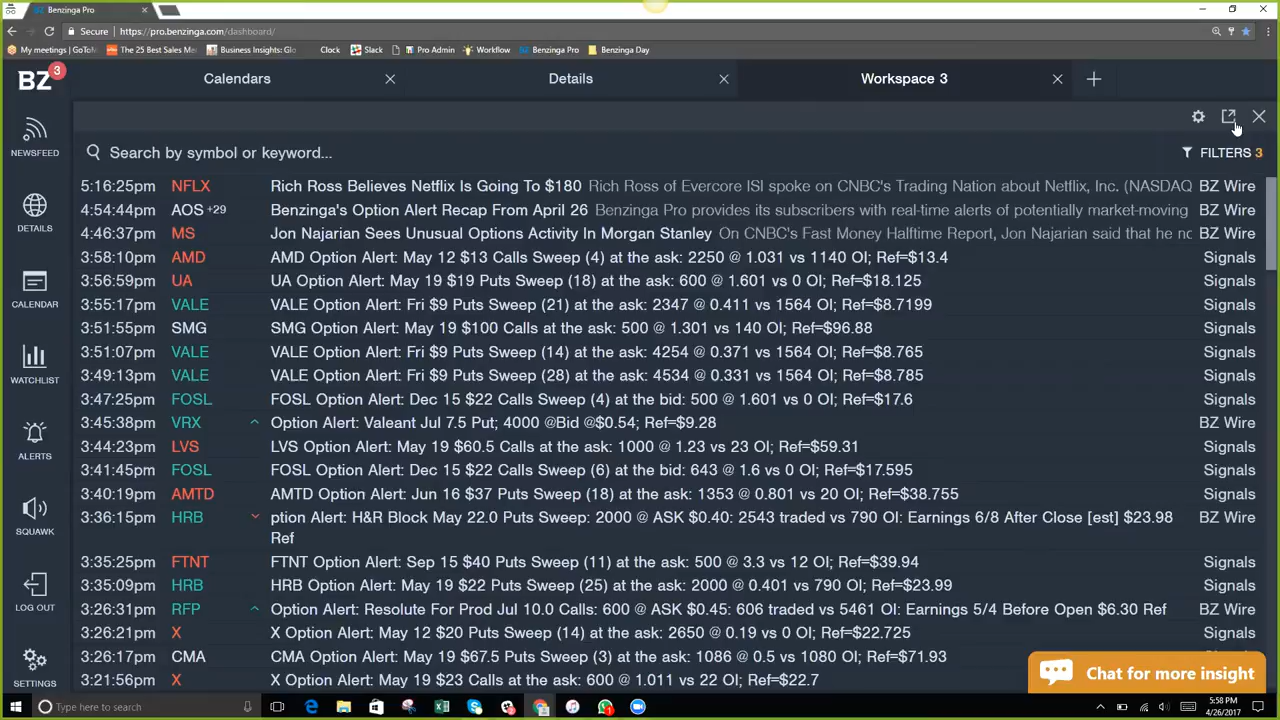 Benzinga Pro
Secure https://pro.benzinga.com/dashboard/
My meetings | GoToM The 25 Best Sales Me Business Insights: Glo Clock Slack Pro Admin Workflow Benzinga Pro Benzinga Day
BZ 3 Calendars Details Workspace 3
NEWSFEED
DETAILS
CALENDAR
WATCHLIST
ALERTS
SQUAWK
LOG OUT
SETTINGS
Search by symbol or keyword... FILTERS 3
5:16:25pm NFLX Rich Ross Believes Netflix Is Going To $180 Rich Ross of Evercore ISI spoke on CNBC's Trading Nation about Netflix, Inc. (NASDAQ BZ Wire
4:54:44pm AOS +29 Benzinga's Option Alert Recap From April 26 Benzinga Pro provides its subscribers with real-time alerts of potentially market-moving BZ Wire
4:46:37pm MS Jon Najarian Sees Unusual Options Activity In Morgan Stanley On CNBC's Fast Money Halftime Report, Jon Najarian said that he nc BZ Wire
3:58:10pm AMD AMD Option Alert: May 12 $13 Calls Sweep (4) at the ask: 2250 @ 1.031 vs 1140 OI; Ref=$13.4 Signals
3:56:59pm UA UA Option Alert: May 19 $19 Puts Sweep (18) at the ask: 600 @ 1.601 vs 0 OI; Ref=$18.125 Signals
3:55:17pm VALE VALE Option Alert: Fri $9 Puts Sweep (21) at the ask: 2347 @ 0.411 vs 1564 OI; Ref=$8.7199 Signals
3:51:55pm SMG SMG Option Alert: May 19 $100 Calls at the ask: 500 @ 1.301 vs 140 OI; Ref=$96.88 Signals
3:51:07pm VALE VALE Option Alert: Fri $9 Puts Sweep (14) at the ask: 4254 @ 0.371 vs 1564 OI; Ref=$8.765 Signals
3:49:13pm VALE VALE Option Alert: Fri $9 Puts Sweep (28) at the ask: 4534 @ 0.331 vs 1564 OI; Ref=$8.785 Signals
3:47:25pm FOSL FOSL Option Alert: Dec 15 $22 Calls Sweep (4) at the bid: 500 @ 1.601 vs 0 OI; Ref=$17.6 Signals
3:45:38pm VRX Option Alert: Valeant Jul 7.5 Put; 4000 @Bid @$0.54; Ref=$9.28 BZ Wire
3:44:23pm LVS LVS Option Alert: May 19 $60.5 Calls at the ask: 1000 @ 1.23 vs 23 OI; Ref=$59.31 Signals
3:41:45pm FOSL FOSL Option Alert: Dec 15 $22 Calls Sweep (6) at the bid: 643 @ 1.6 vs 0 OI; Ref=$17.595 Signals
3:40:19pm AMTD AMTD Option Alert: Jun 16 $37 Puts Sweep (18) at the ask: 1353 @ 0.801 vs 20 OI; Ref=$38.755 Signals
3:36:15pm HRB ption Alert: H&R Block May 22.0 Puts Sweep: 2000 @ ASK $0.40: 2543 traded vs 790 OI: Earnings 6/8 After Close [est] $23.98 BZ Wire
Ref
3:35:25pm FTNT FTNT Option Alert: Sep 15 $40 Puts Sweep (11) at the ask: 500 @ 3.3 vs 12 OI; Ref=$39.94 Signals
3:35:09pm HRB HRB Option Alert: May 19 $22 Puts Sweep (25) at the ask: 2000 @ 0.401 vs 790 OI; Ref=$23.99 Signals
3:26:31pm RFP Option Alert: Resolute For Prod Jul 10.0 Calls: 600 @ ASK $0.45: 606 traded vs 5461 OI: Earnings 5/4 Before Open $6.30 Ref BZ Wire
3:26:21pm X X Option Alert: May 12 $20 Puts Sweep (14) at the ask: 2650 @ 0.19 vs 0 OI; Ref=$22.725 Signals
3:26:17pm CMA CMA Option Alert: May 19 $67.5 Calls Sweep (3) at the ask: 1086 @ 0.5 vs 1080 OI; Ref=$71.93
3:21:56pm X X Option Alert: May 19 $23 Calls Sweep (6) at the ask: 600 @ 1.011 vs 22 OI; Ref=$22.7
Chat for more insight
Type here to search 5:58 PM
4/26/2017